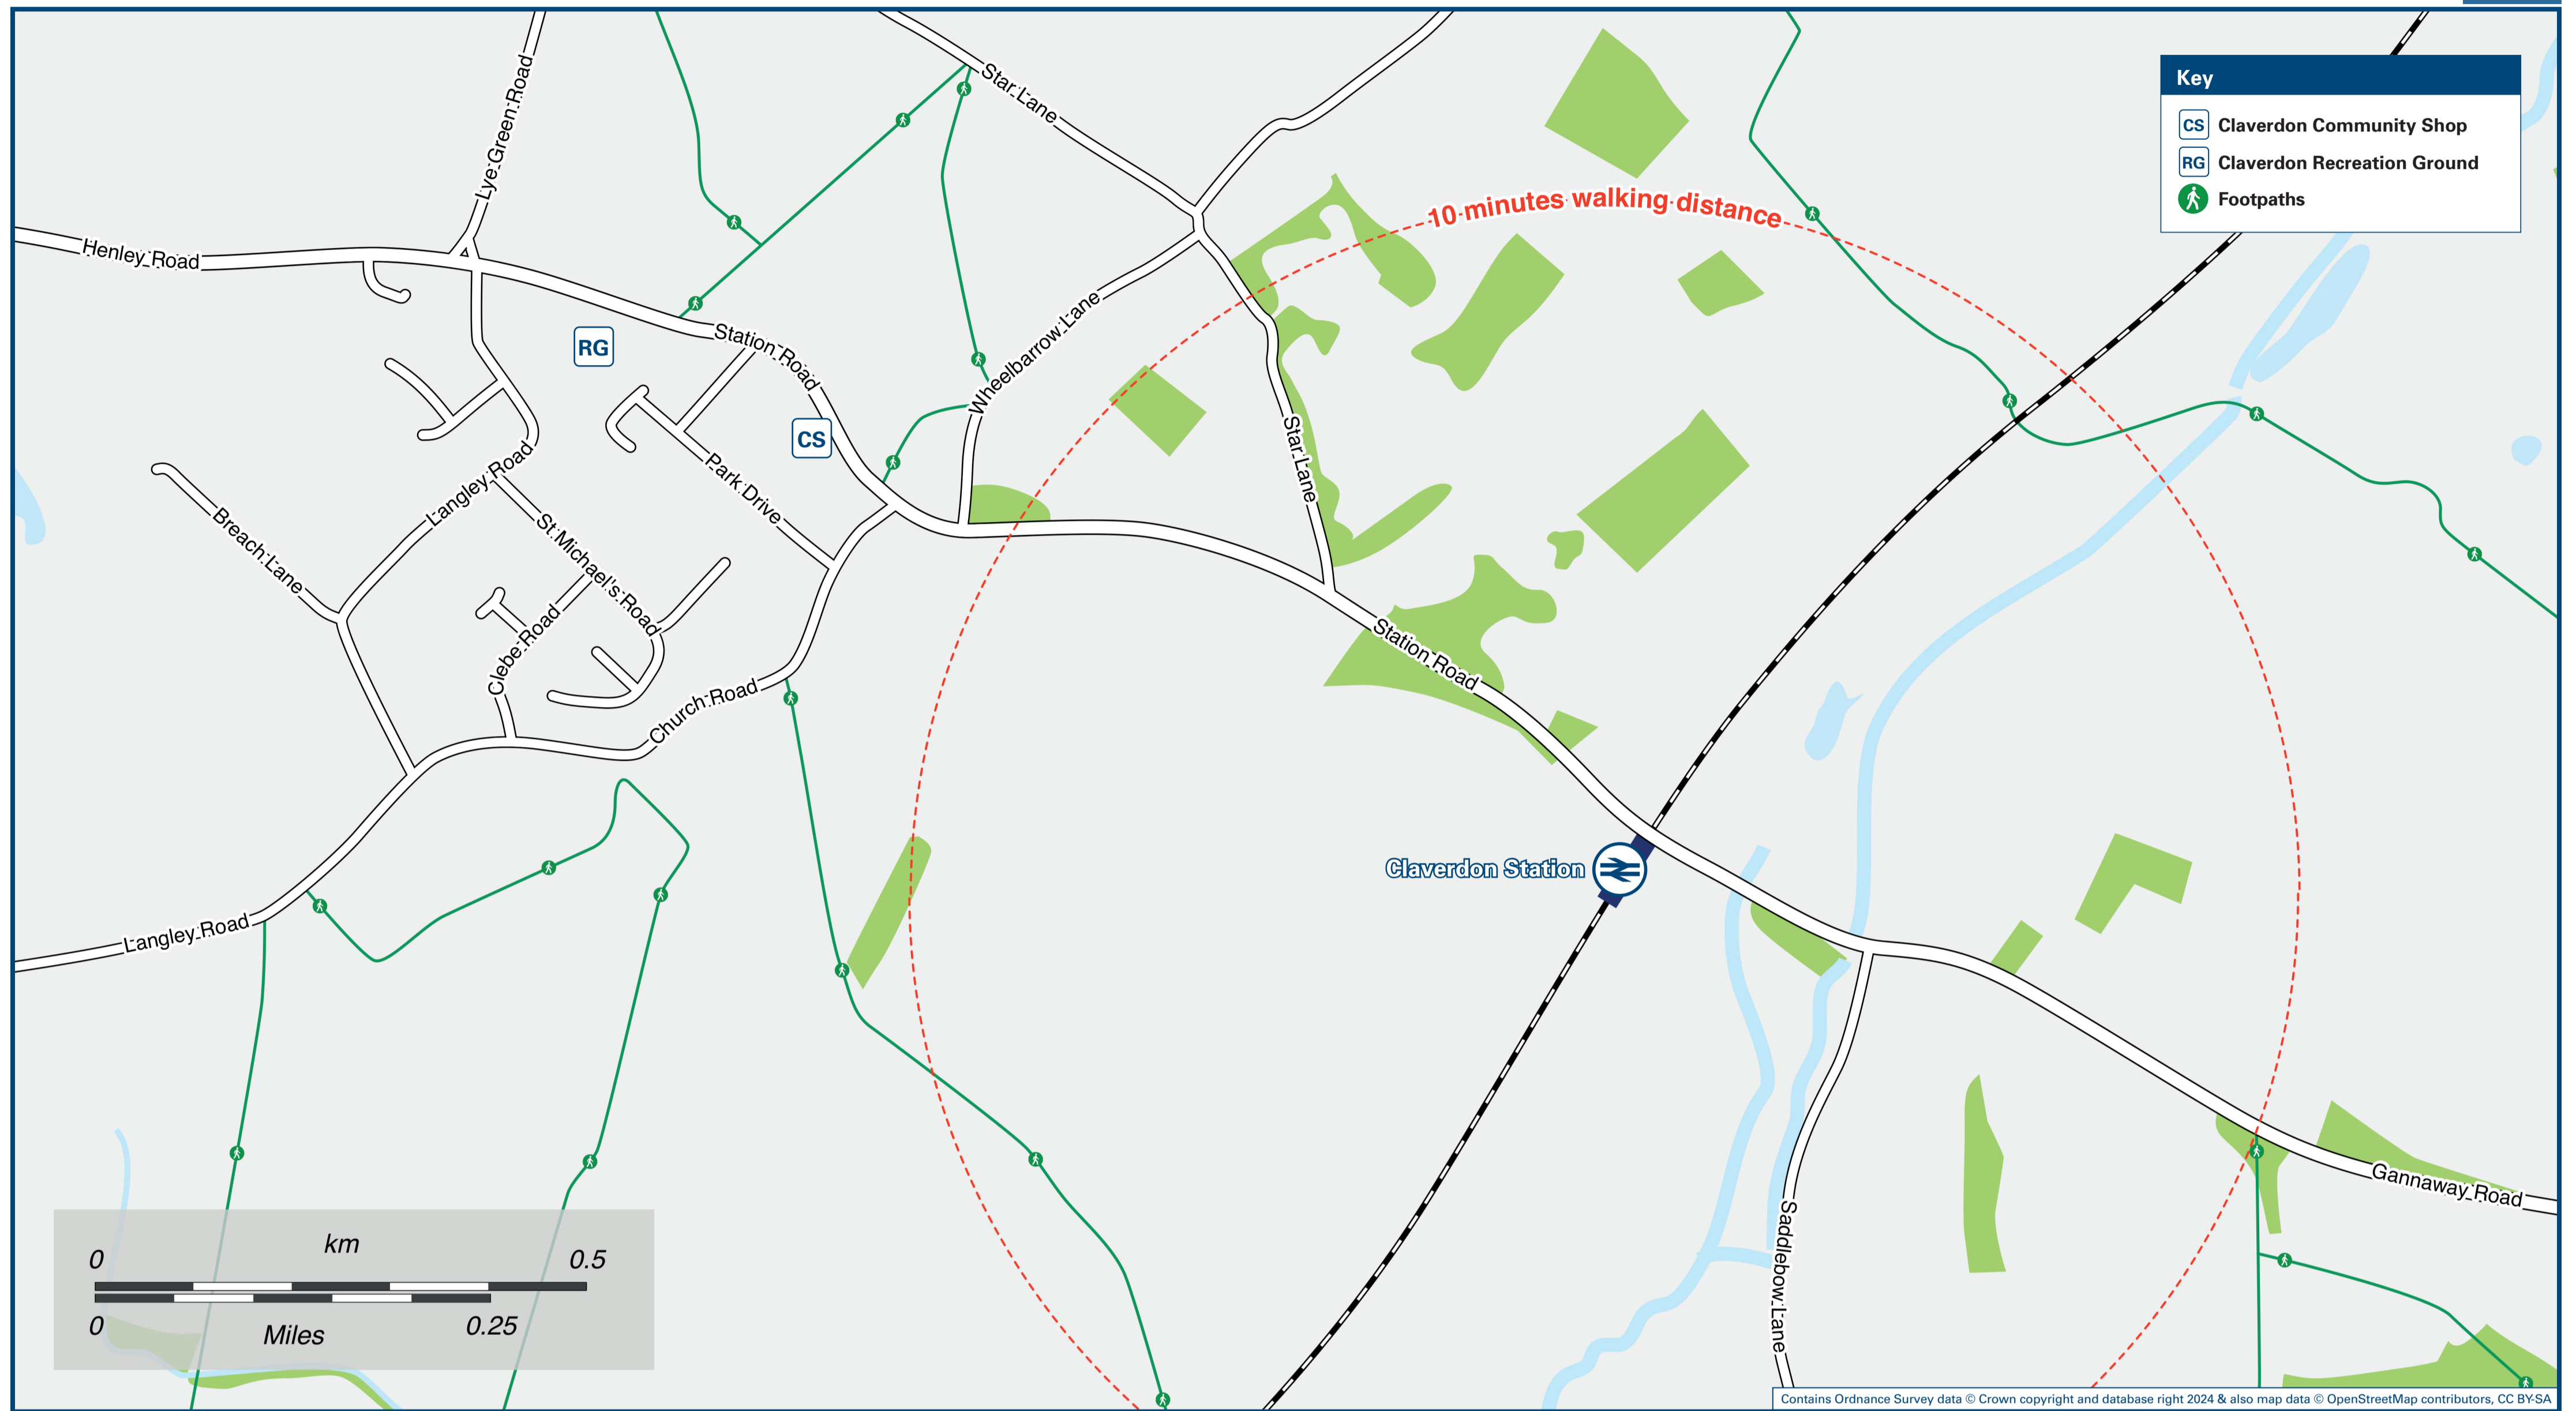 Key
CS Claverdon Community Shop
RG Claverdon Recreation Ground
Footpaths
Lye Green Road
Star Lane
10 minutes walking distance
Henley Road
RG
Station Road
Wheelbarrow Lane
CS
Star Lane
Langley Road
Park Drive
Breach Lane
St Michael's Road
Clebe Road
Station Road
Church Road
Claverdon Station
Langley Road
Gannaway Road
Saddlebow Lane
km
0 0.5
0 Miles 0.25
Contains Ordnance Survey data © Crown copyright and database right 2024 & also map data © OpenStreetMap contributors, CC BY-SA